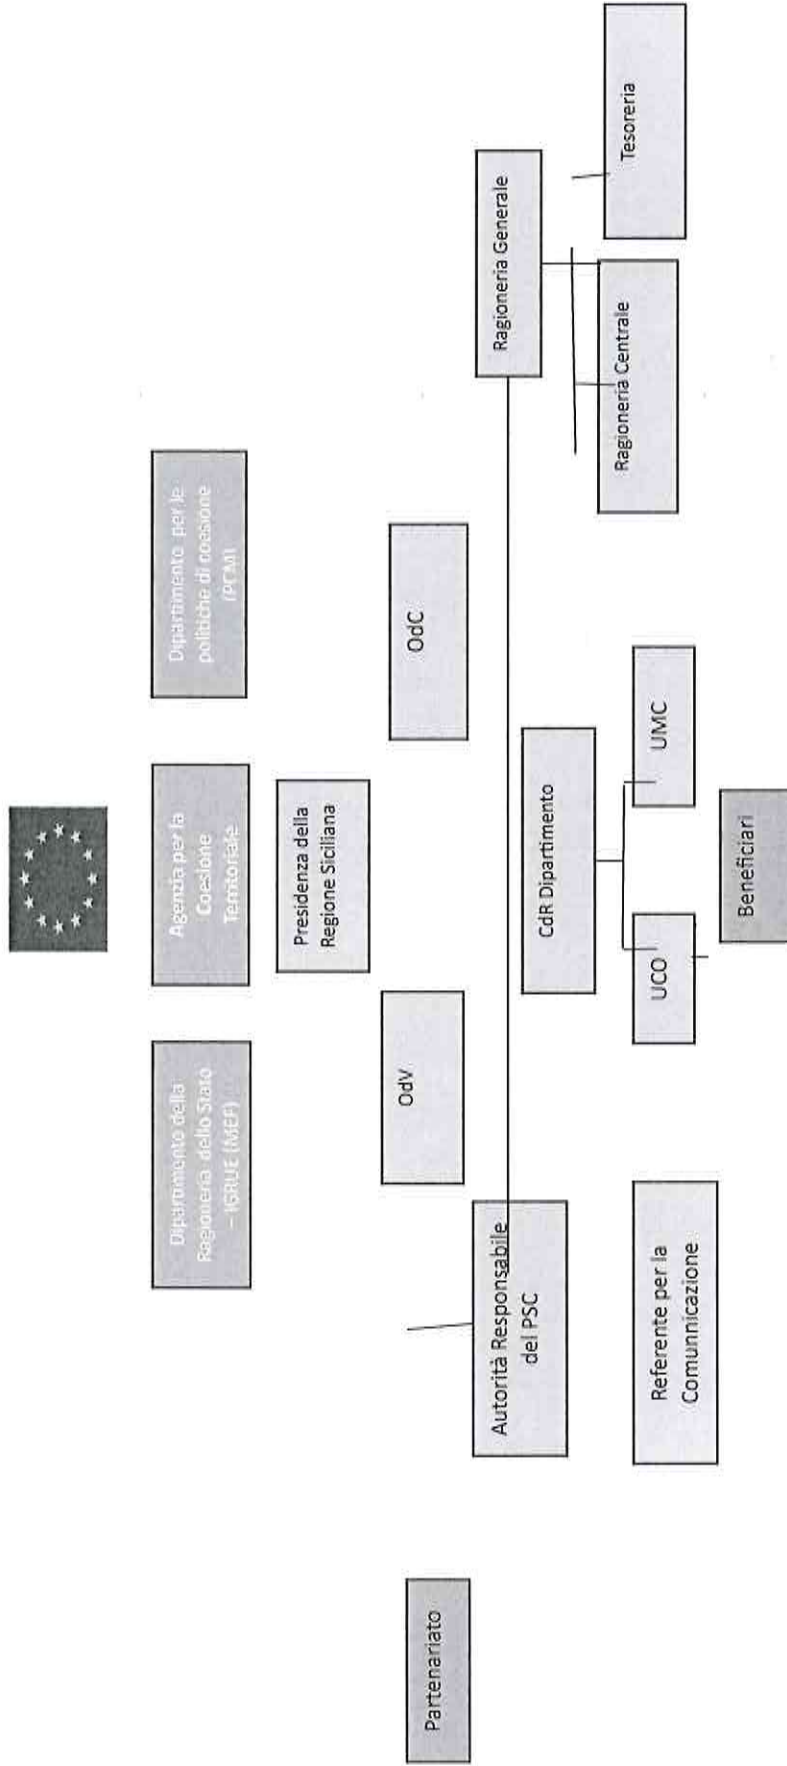 Dipartimento della
Ragioneria dello Stato
– IGRUE (MEF)
Agenzia per la
Coesione
Territoriale
Dipartimento per le
politiche di coesione
(PCM)
Presidenza della
Regione Siciliana
OdV
OdC
Partenariato
Autorità Responsabile
del PSC
Ragioneria Generale
CdR Dipartimento
Ragioneria Centrale
Tesoreria
Referente per la
Comunnicazione
UCO
UMC
Beneficiari